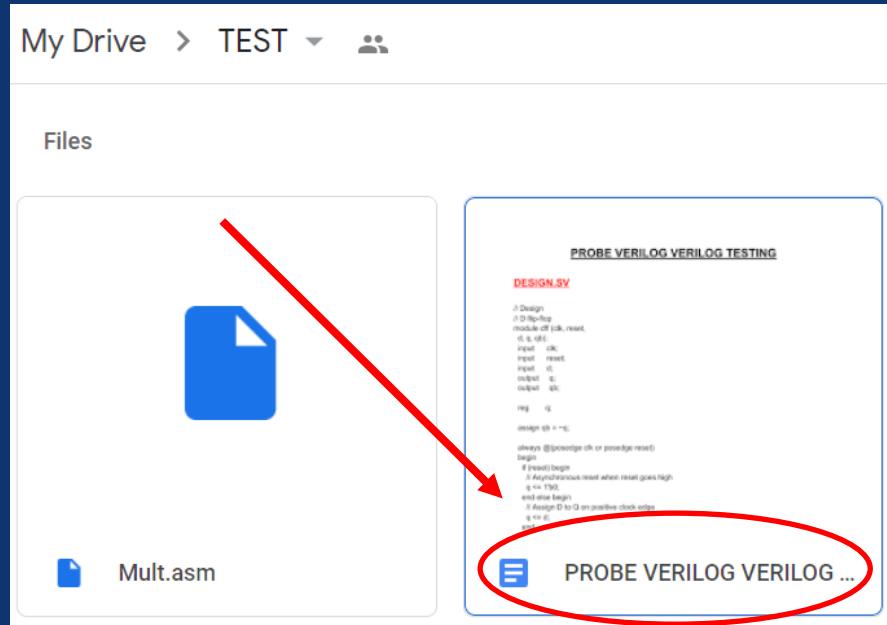 My Drive > TEST
Files
PROBE VERILOG VERILOG TESTING
DESIGN.SV
// Design
// D flip-flop
module dff (clk, reset,
d, q, qb);
input clk;
input reset;
input d;
output q;
output qb;
reg q;
assign qb = ~q;
always @(posedge clk or posedge reset)
begin
if (reset) begin
// Asynchronous reset when reset goes high
q <= 1'b0;
end else begin
// Assign D to Q on positive clock edge
q <= d;
end
Mult.asm
PROBE VERILOG VERILOG ...